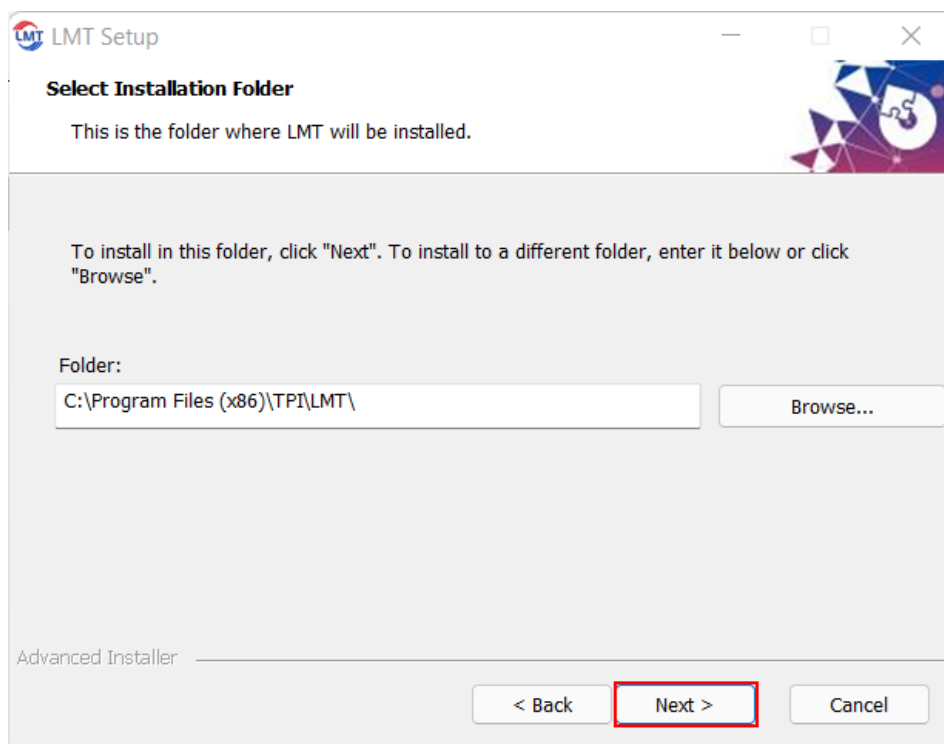 LMT LMT Setup
Select Installation Folder
This is the folder where LMT will be installed.
To install in this folder, click "Next". To install to a different folder, enter it below or click
"Browse".
Folder:
C:\Program Files (x86)\TPI\LMT\
Browse...
Advanced Installer
< Back
Next >
Cancel